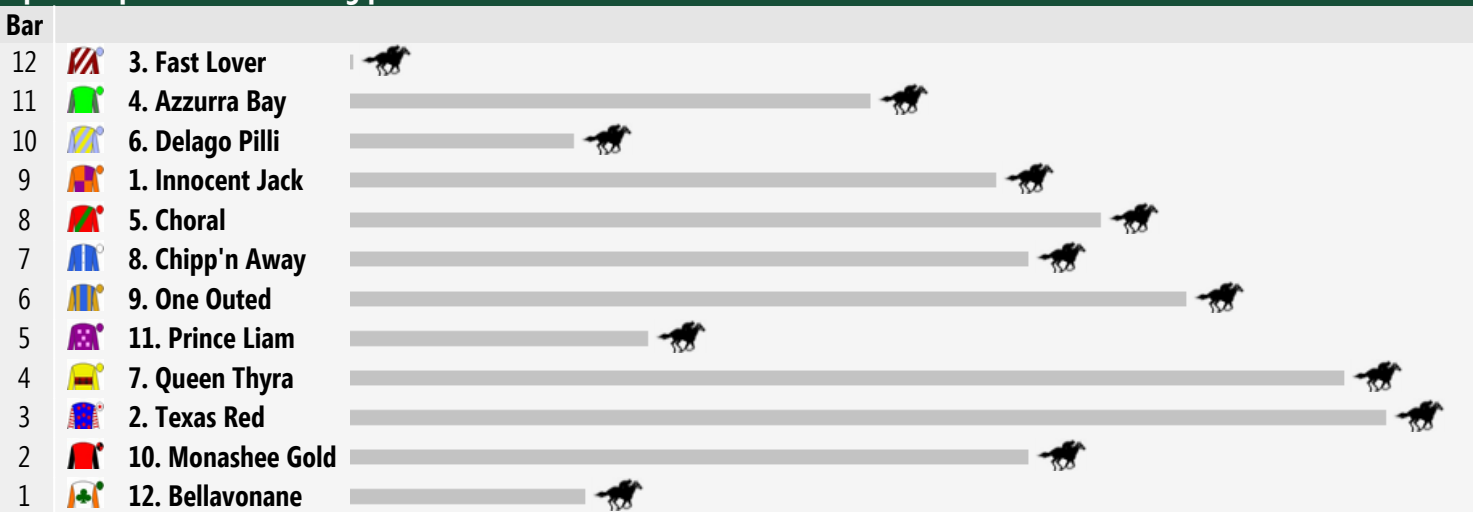 Bar
12 3. Fast Lover
11 4. Azzurra Bay
10 6. Delago Pilli
9 1. Innocent Jack
8 5. Choral
7 8. Chipp'n Away
6 9. One Outed
5 11. Prince Liam
4 7. Queen Thyra
3 2. Texas Red
2 10. Monashee Gold
1 12. Bellavonane